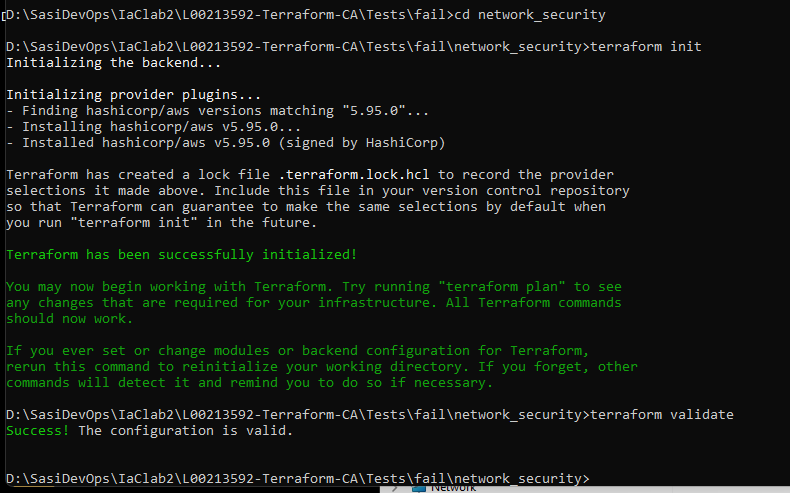 D:\SasiDevOps\IaClab2\L00213592-Terraform-CA\Tests\fail>cd network_security
D:\SasiDevOps\IaClab2\L00213592-Terraform-CA\Tests\fail\network_security>terraform init
Initializing the backend...
Initializing provider plugins...
- Finding hashicorp/aws versions matching "5.95.0"...
- Installing hashicorp/aws v5.95.0...
- Installed hashicorp/aws v5.95.0 (signed by HashiCorp)
Terraform has created a lock file .terraform.lock.hcl to record the provider
selections it made above. Include this file in your version control repository
so that Terraform can guarantee to make the same selections by default when
you run "terraform init" in the future.
Terraform has been successfully initialized!
You may now begin working with Terraform. Try running "terraform plan" to see
any changes that are required for your infrastructure. All Terraform commands
should now work.
If you ever set or change modules or backend configuration for Terraform,
rerun this command to reinitialize your working directory. If you forget, other
commands will detect it and remind you to do so if necessary.
D:\SasiDevOps\IaClab2\L00213592-Terraform-CA\Tests\fail\network_security>terraform validate
Success! The configuration is valid.
D:\SasiDevOps\IaClab2\L00213592-Terraform-CA\Tests\fail\network_security>
Network